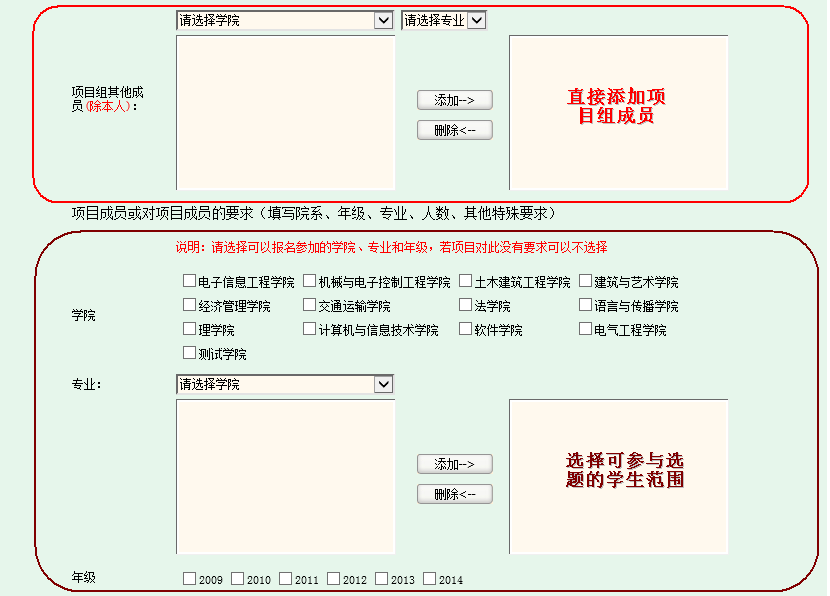 请选择学院 请选择专业
项目组其他成
员(除本人)：
添加-->
删除<--
直接添加项
目组成员
项目成员或对项目成员的要求（填写院系、年级、专业、人数、其他特殊要求）
说明：请选择可以报名参加的学院、专业和年级，若项目对此没有要求可以不选择
学院
电子信息工程学院 机械与电子控制工程学院 土木建筑工程学院 建筑与艺术学院
经济管理学院 交通运输学院 法学院 语言与传播学院
理学院 计算机与信息技术学院 软件学院 电气工程学院
测试学院
专业： 请选择学院
添加-->
删除<--
选择可参与选
题的学生范围
年级 2009 2010 2011 2012 2013 2014